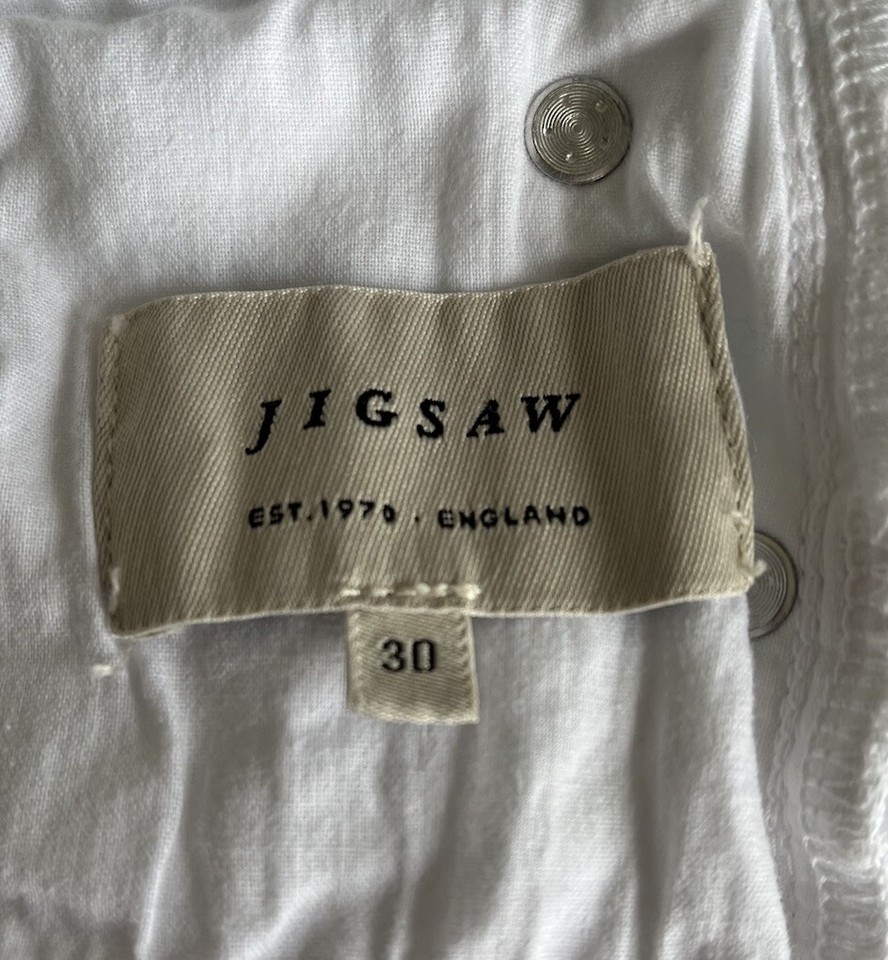 JIGSAW
EST. 1970 . ENGLAND
30